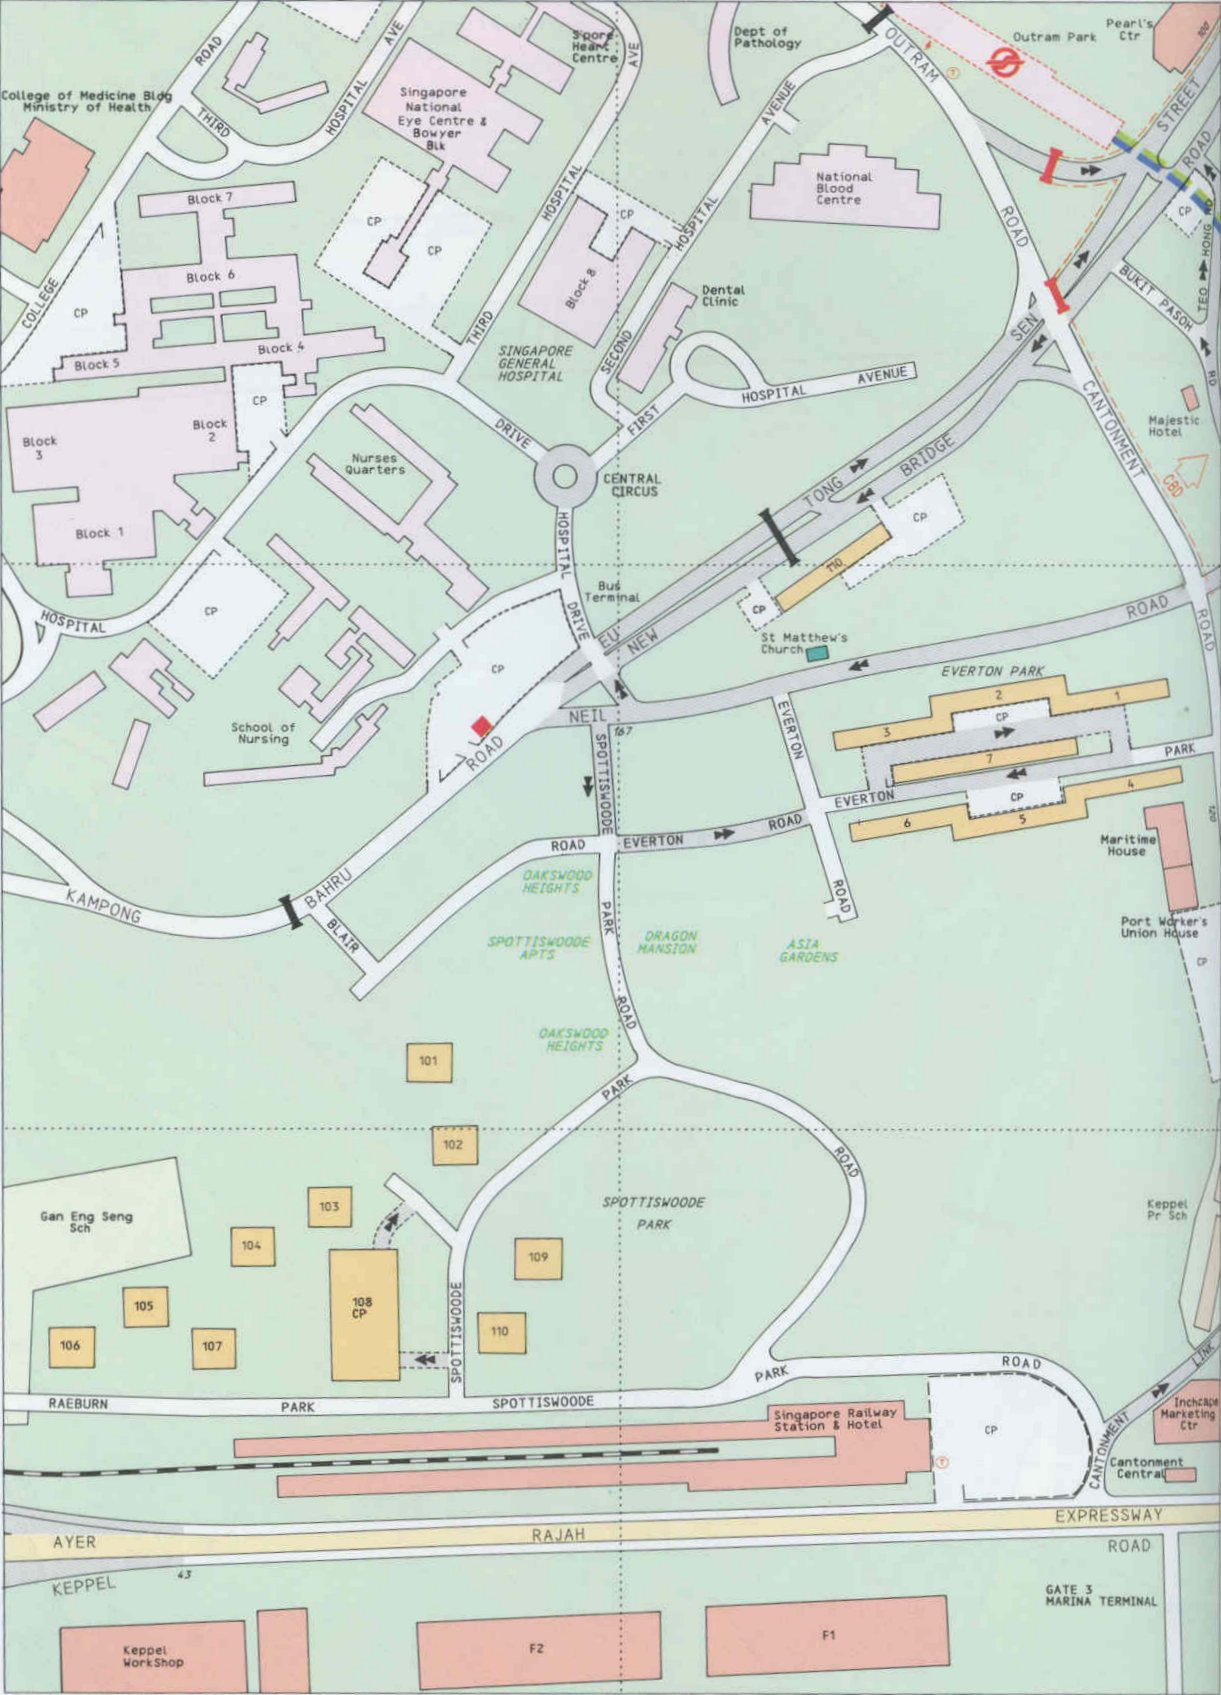 S'pore
Heart
Centre
Dept of
Pathology
Outram Park
Pearl's
Ctr
100
ROAD
HOSPITAL AVE
AVE
OUTRAM
STREET
ROAD
College of Medicine Bldg
Ministry of Health
THIRD
Singapore
National
Eye Centre &
Bowyer
Blk
AVENUE
National
Blood
Centre
Block 7
CP
CP
CP
HOSPITAL
HOSPITAL
ROAD
CP
TEO HONG RD
Block 6
Block 8
BUKIT PASOH
RD
COLLEGE
CP
Dental
Clinic
THIRD
SECOND
SEN
Block 4
Block 5
SINGAPORE
GENERAL
HOSPITAL
CP
HOSPITAL AVENUE
FIRST
CANTONMENT
Majestic
Hotel
Block
3
Block
2
DRIVE
Nurses
Quarters
CENTRAL
CIRCUS
TONG
BRIDGE
CBD
Block 1
CP
HOSPITAL
T10
HOSPITAL
CP
Bus
Terminal
CP
DRIVE
EU
NEW
St Matthew's
Church
ROAD
ROAD
CP
EVERTON PARK
2
1
3
CP
7
NEIL
167
EVERTON
School of
Nursing
ROAD
SPOTTISWOODE
PARK
EVERTON
CP
4
5
6
120
ROAD
EVERTON
ROAD
Maritime
House
BAHRU
KAMPONG
BLAIR
OAKSWOOD
HEIGHTS
ROAD
PARK
Port Worker's
Union House
SPOTTISWOODE
APTS
DRAGON
MANSION
ASIA
GARDENS
CP
ROAD
OAKSWOOD
HEIGHTS
101
PARK
102
ROAD
103
SPOTTISWOODE
PARK
Keppel
Pr Sch
Gan Eng Seng
Sch
104
109
105
108
CP
SPOTTISWOODE
110
106
107
LINK
PARK
ROAD
RAEBURN
PARK
SPOTTISWOODE
Singapore Railway
Station & Hotel
CP
CANTONMENT
Inchcape
Marketing
Ctr
Cantonment
Central
AYER
RAJAH
EXPRESSWAY
KEPPEL
43
ROAD
GATE 3
MARINA TERMINAL
Keppel
WorkShop
F2
F1